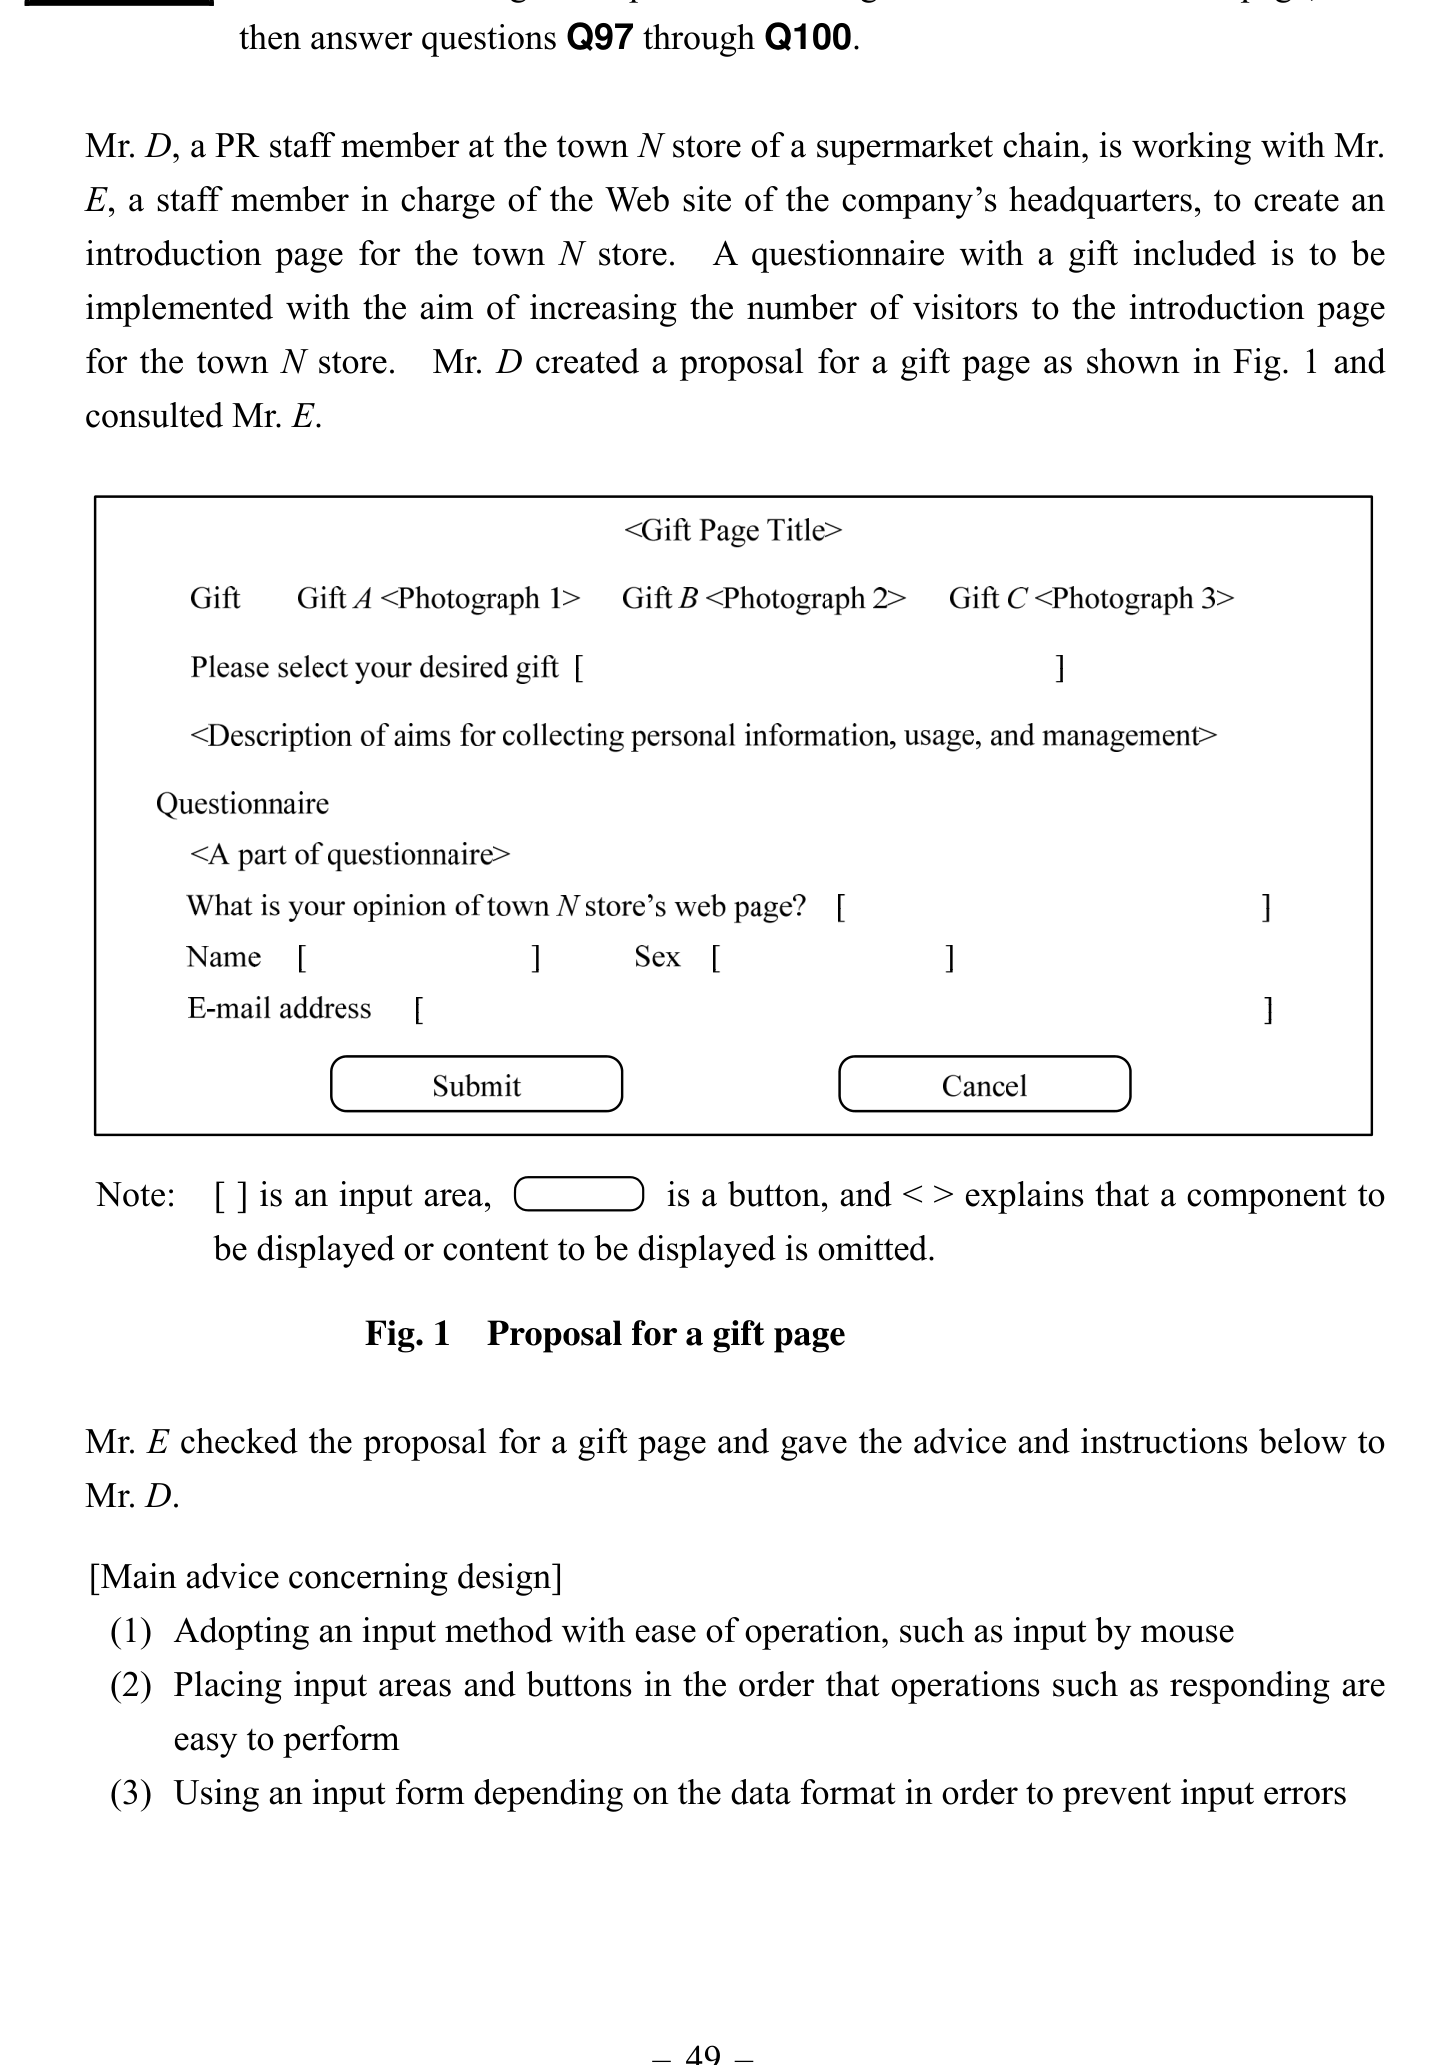 then answer questions Q97 through Q100.
Mr. D, a PR staff member at the town N store of a supermarket chain, is working with Mr.
E, a staff member in charge of the Web site of the company's headquarters, to create an
introduction page for the town N store. A questionnaire with a gift included is to be
implemented with the aim of increasing the number of visitors to the introduction page
for the town N store. Mr. D created a proposal for a gift page as shown in Fig. 1 and
consulted Mr. E.
<Gift Page Title>
Gift Gift A <Photograph 1> Gift B <Photograph 2> Gift C <Photograph 3>
Please select your desired gift [ ]
<Description of aims for collecting personal information, usage, and management>
Questionnaire
<A part of questionnaire>
What is your opinion of town N store's web page? [ ]
Name [ ] Sex [ ]
E-mail address [ ]
Submit Cancel
Note: [ ] is an input area, is a button, and < > explains that a component to
be displayed or content to be displayed is omitted.
Fig. 1 Proposal for a gift page
Mr. E checked the proposal for a gift page and gave the advice and instructions below to
Mr. D.
[Main advice concerning design]
(1) Adopting an input method with ease of operation, such as input by mouse
(2) Placing input areas and buttons in the order that operations such as responding are
easy to perform
(3) Using an input form depending on the data format in order to prevent input errors
– 49 –